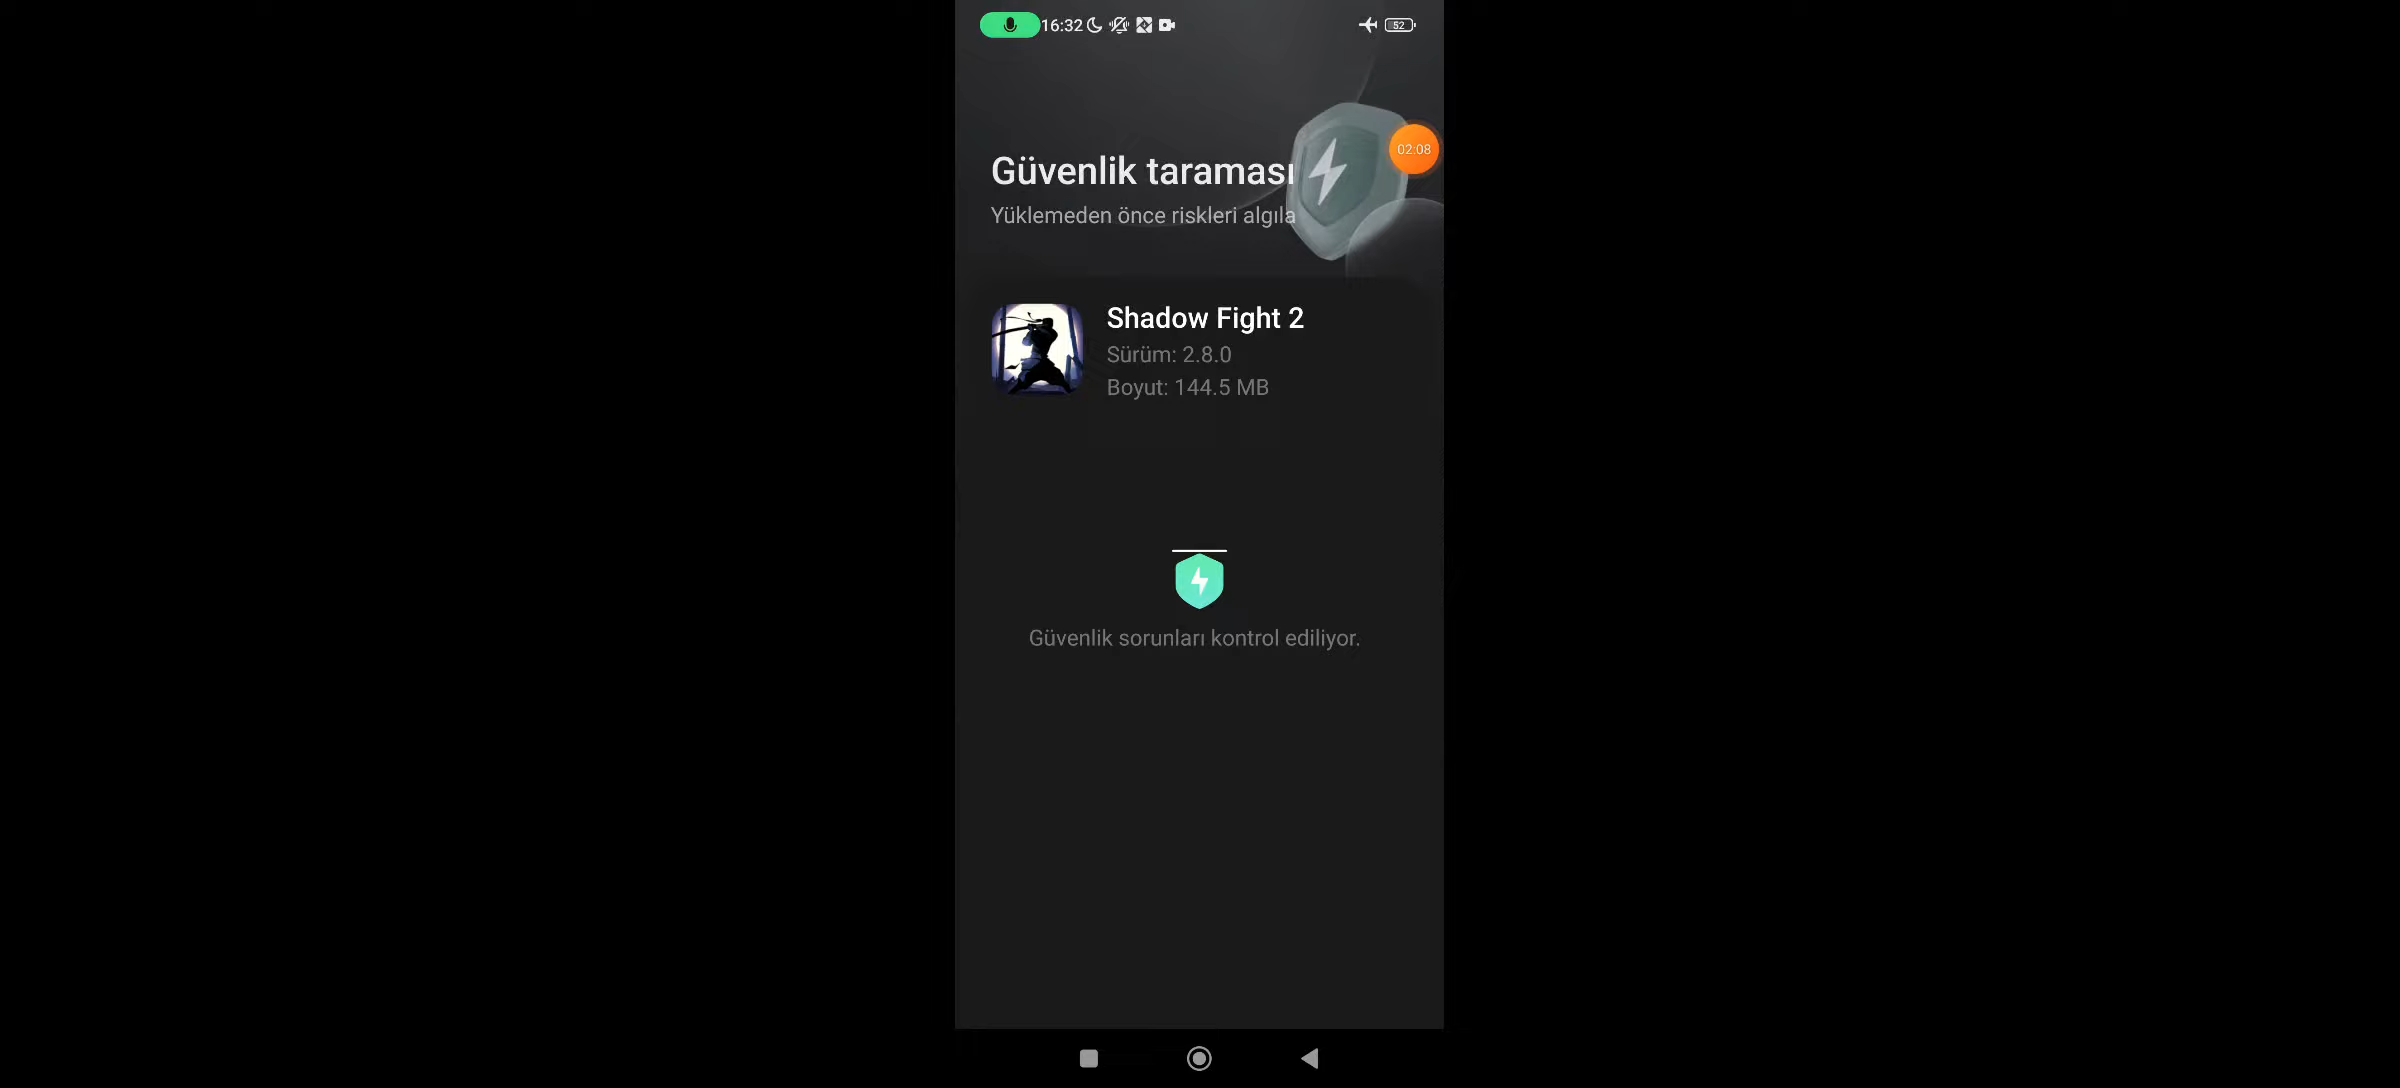 16:32
52
02:08
Güvenlik taraması
Yüklemeden önce riskleri algıla
Shadow Fight 2
Sürüm: 2.8.0
Boyut: 144.5 MB
Güvenlik sorunları kontrol ediliyor.